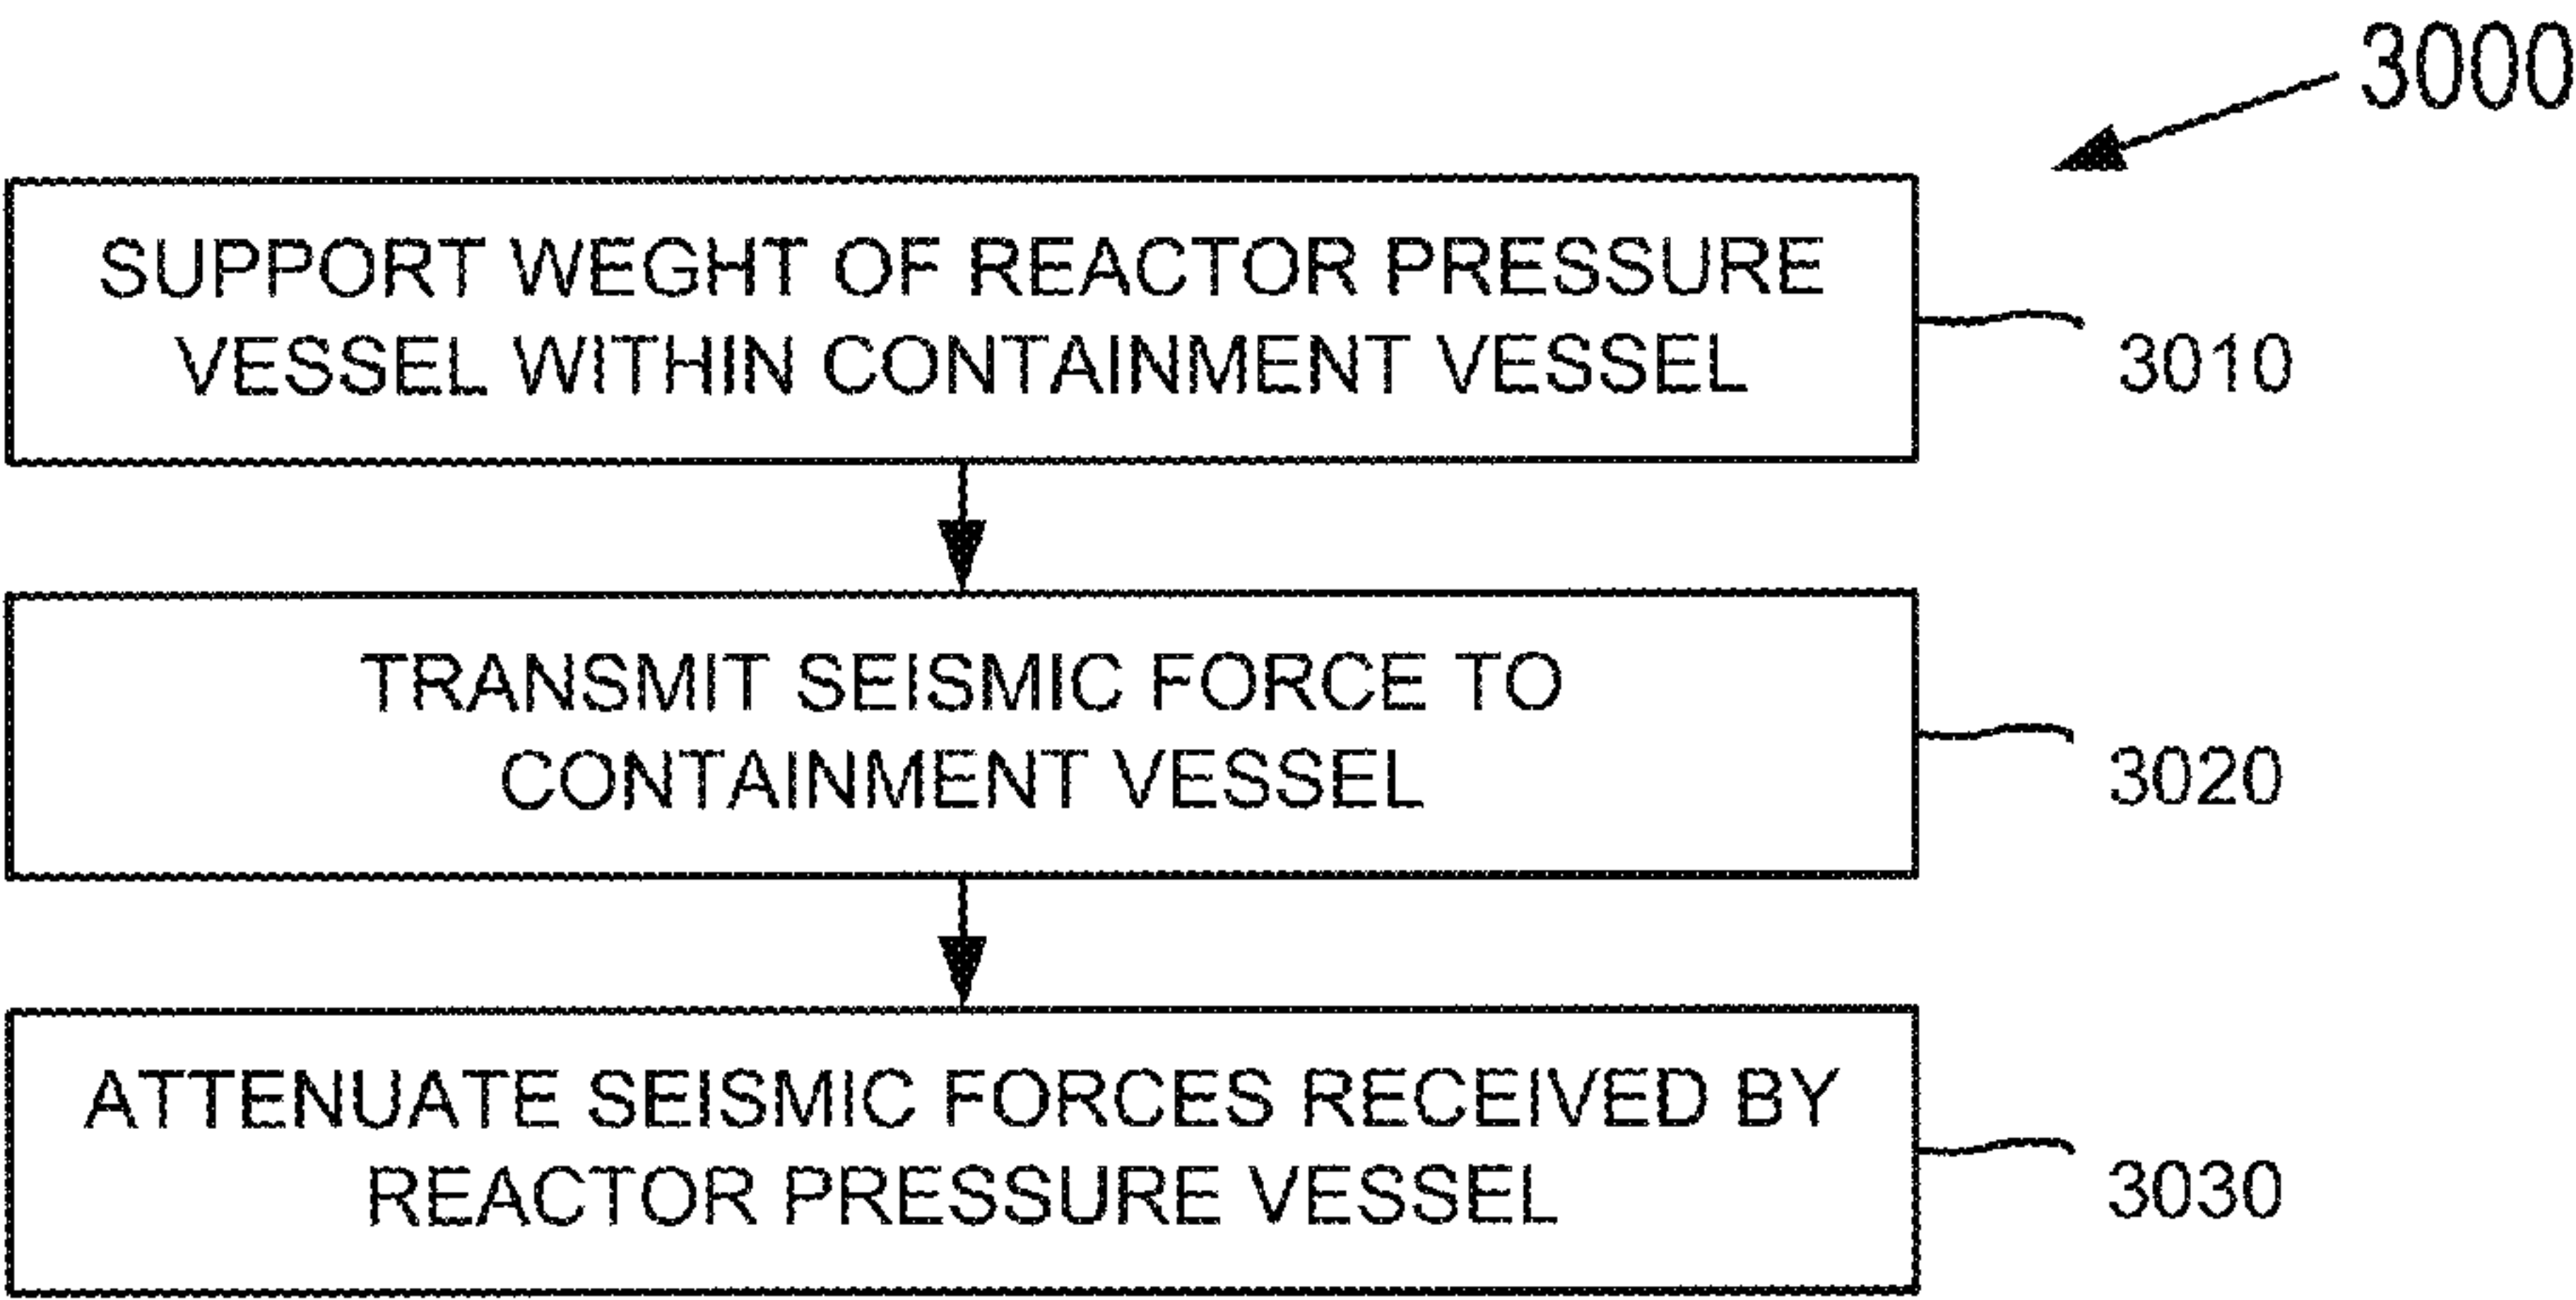 3000
SUPPORT WEGHT OF REACTOR PRESSURE
VESSEL WITHIN CONTAINMENT VESSEL
3010
TRANSMIT SEISMIC FORCE TO
CONTAINMENT VESSEL
3020
ATTENUATE SEISMIC FORCES RECEIVED BY
REACTOR PRESSURE VESSEL
3030